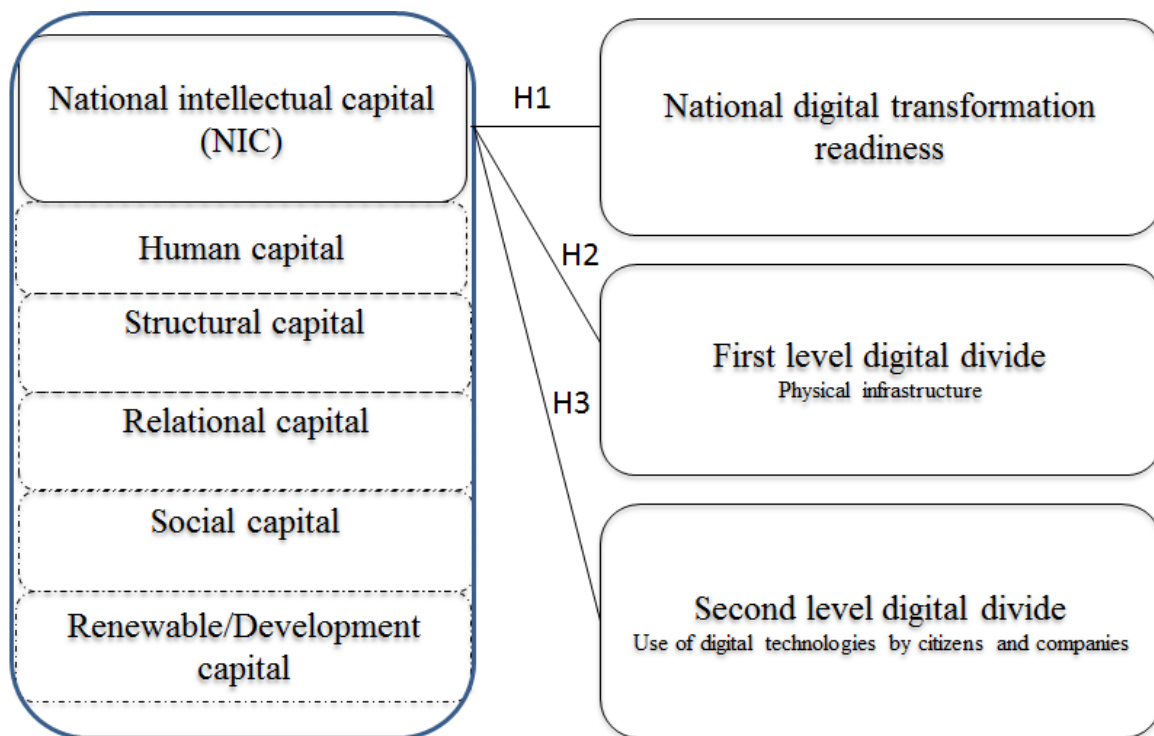 National intellectual capital
(NIC)
Human capital
Structural capital
Relational capital
Social capital
Renewable/Development
capital
H1
H2
H3
National digital transformation
readiness
First level digital divide
Physical infrastructure
Second level digital divide
Use of digital technologies by citizens and companies